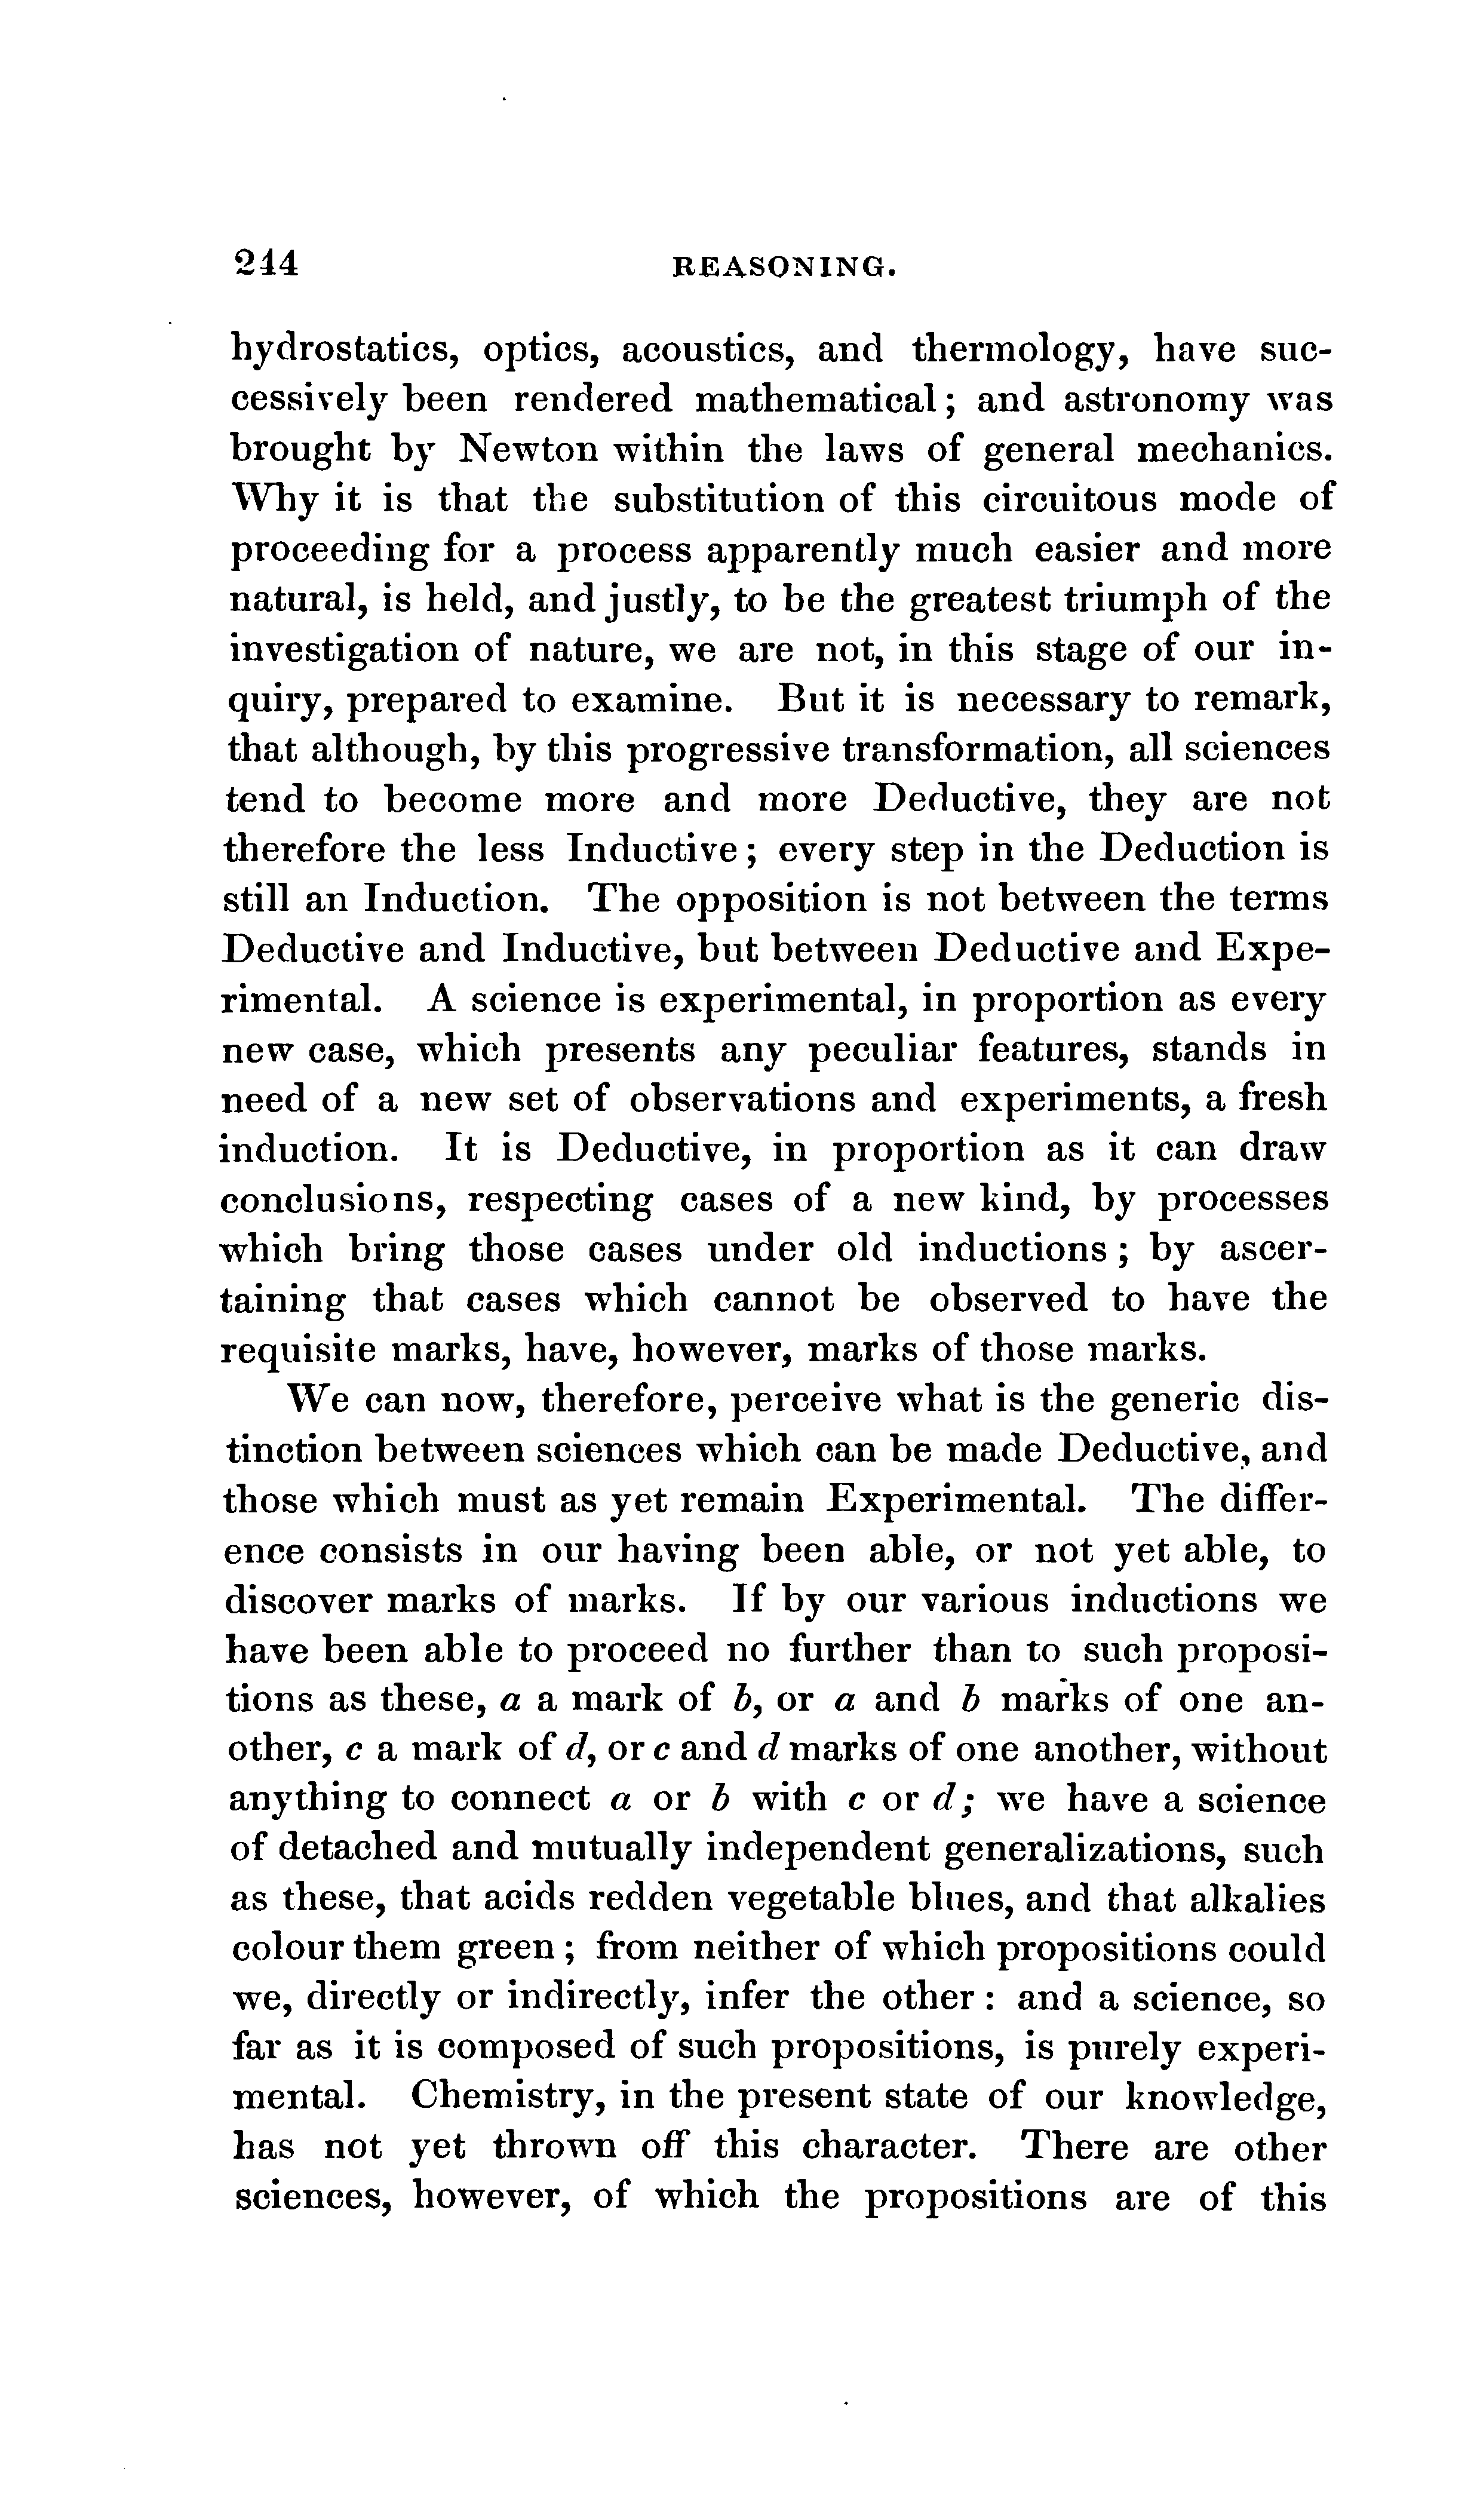 244 REASONING.
hydrostatics, optics, acoustics, and thermology, have suc-
cessively been rendered mathematical; and astronomy was
brought by Newton within the laws of general mechanics.
Why it is that the substitution of this circuitous mode of
proceeding for a process apparently much easier and more
natural, is held, and justly, to be the greatest triumph of the
investigation of nature, we are not, in this stage of our in-
quiry, prepared to examine. But it is necessary to remark,
that although, by this progressive transformation, all sciences
tend to become more and more Deductive, they are not
therefore the less Inductive; every step in the Deduction is
still an Induction. The opposition is not between the terms
Deductive and Inductive, but between Deductive and Expe-
rimental. A science is experimental, in proportion as every
new case, which presents any peculiar features, stands in
need of a new set of observations and experiments, a fresh
induction. It is Deductive, in proportion as it can draw
conclusions, respecting cases of a new kind, by processes
which bring those cases under old inductions; by ascer-
taining that cases which cannot be observed to have the
requisite marks, have, however, marks of those marks.
We can now, therefore, perceive what is the generic dis-
tinction between sciences which can be made Deductive, and
those which must as yet remain Experimental. The differ-
ence consists in our having been able, or not yet able, to
discover marks of marks. If by our various inductions we
have been able to proceed no further than to such proposi-
tions as these, a a mark of b, or a and b marks of one an-
other, c a mark of d, or c and d marks of one another, without
anything to connect a or b with c or d; we have a science
of detached and mutually independent generalizations, such
as these, that acids redden vegetable blues, and that alkalies
colour them green; from neither of which propositions could
we, directly or indirectly, infer the other: and a science, so
far as it is composed of such propositions, is purely experi-
mental. Chemistry, in the present state of our knowledge,
has not yet thrown off this character. There are other
sciences, however, of which the propositions are of this